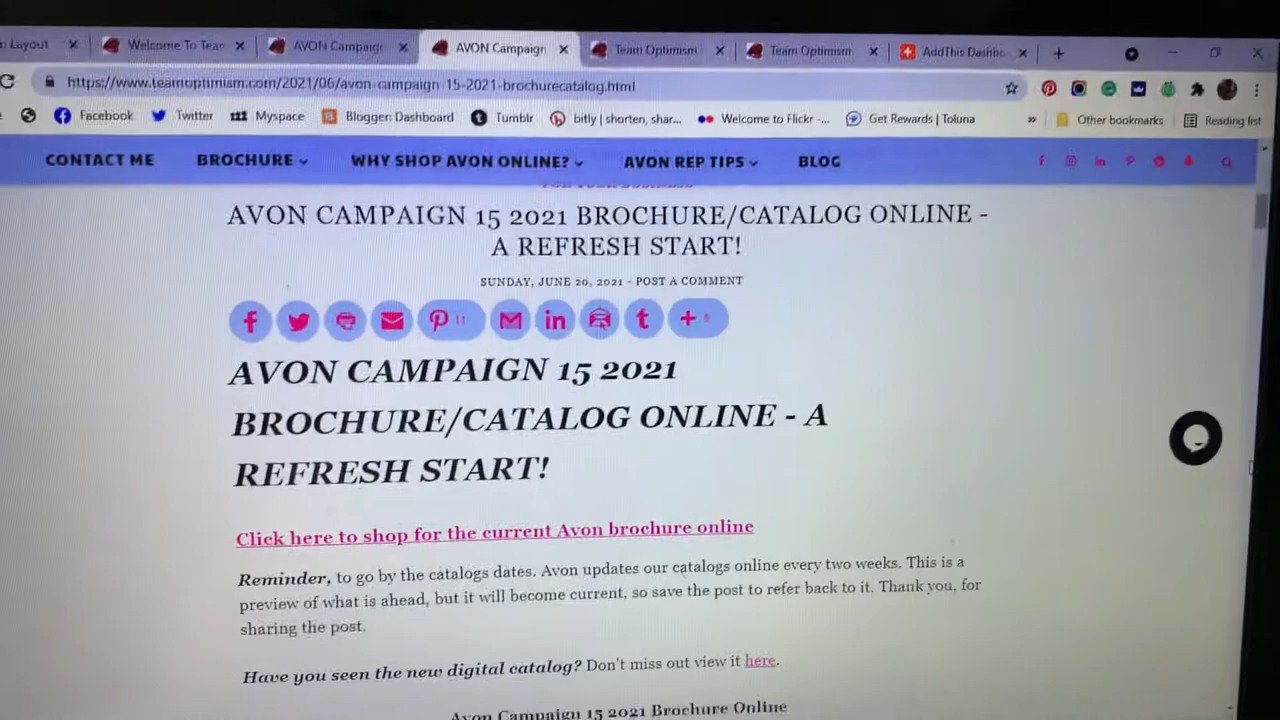 n Layout
Welcome To Tear
AVON Campaign
AVON Campaign
Team Optimism -
Team Optimism
AddThis Dashbo
https://www.teamoptimism.com/2021/06/avon-campaign-15-2021-brochurecatalog.html
Facebook
Twitter
Myspace
Blogger: Dashboard
Tumblr
bitly | shorten, shar...
Welcome to Flickr -...
Get Rewards | Toluna
»
Other bookmarks
Reading list
CONTACT ME
BROCHURE
WHY SHOP AVON ONLINE?
AVON REP TIPS
BLOG
AVON CAMPAIGN 15 2021 BROCHURE/CATALOG ONLINE -
A REFRESH START!
SUNDAY, JUNE 20, 2021 - POST A COMMENT
11
AVON CAMPAIGN 15 2021
BROCHURE/CATALOG ONLINE - A
REFRESH START!
Click here to shop for the current Avon brochure online
Reminder, to go by the catalogs dates. Avon updates our catalogs online every two weeks. This is a
preview of what is ahead, but it will become current, so save the post to refer back to it. Thank you, for
sharing the post.
Have you seen the new digital catalog? Don't miss out view it here.
Avon Campaign 15 2021 Brochure Online